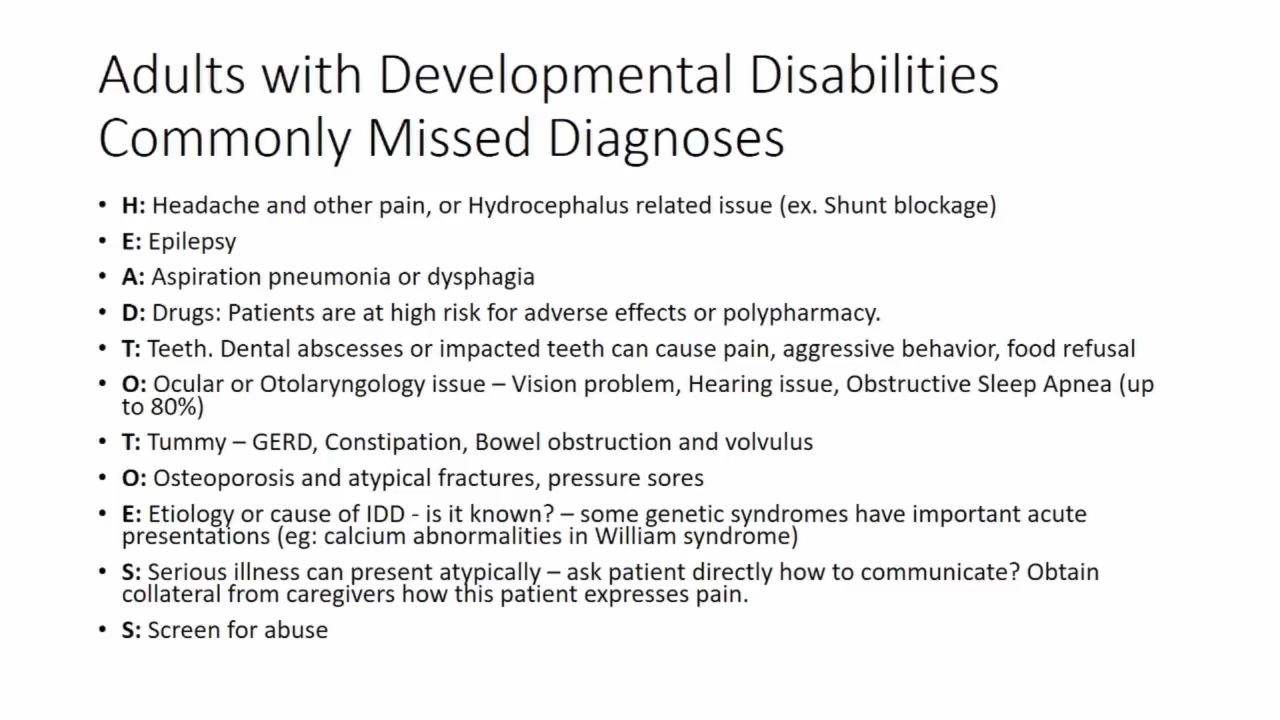 Adults with Developmental Disabilities
Commonly Missed Diagnoses
• H: Headache and other pain, or Hydrocephalus related issue (ex. Shunt blockage)
• E: Epilepsy
• A: Aspiration pneumonia or dysphagia
• D: Drugs: Patients are at high risk for adverse effects or polypharmacy.
• T: Teeth. Dental abscesses or impacted teeth can cause pain, aggressive behavior, food refusal
• O: Ocular or Otolaryngology issue – Vision problem, Hearing issue, Obstructive Sleep Apnea (up
to 80%)
• T: Tummy – GERD, Constipation, Bowel obstruction and volvulus
• O: Osteoporosis and atypical fractures, pressure sores
• E: Etiology or cause of IDD - is it known? – some genetic syndromes have important acute
presentations (eg: calcium abnormalities in William syndrome)
• S: Serious illness can present atypically – ask patient directly how to communicate? Obtain
collateral from caregivers how this patient expresses pain.
• S: Screen for abuse